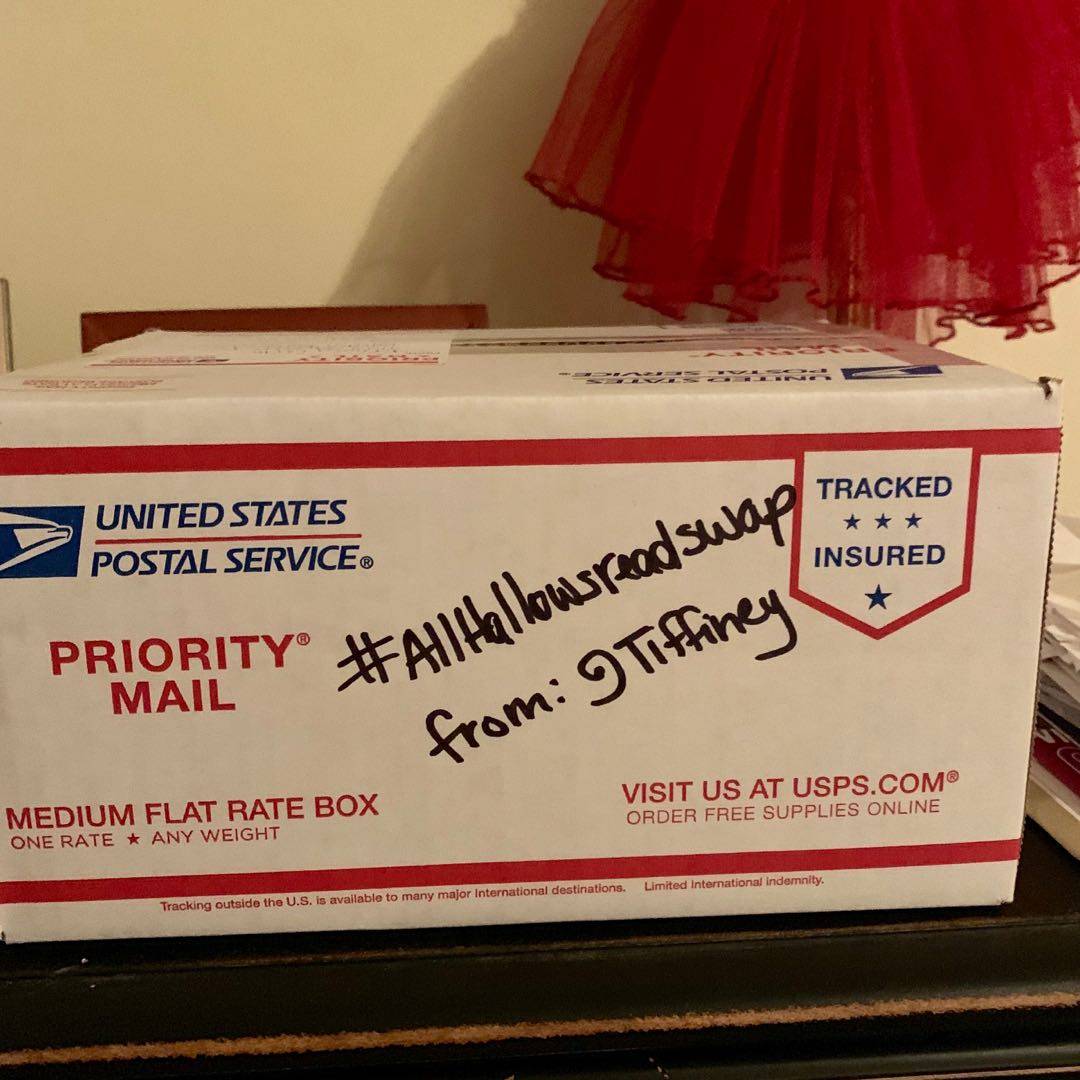 PRIORITY
UNITED STATES
POSTAL SERVICE®
UNITED STATES
POSTAL SERVICE®
TRACKED
INSURED
#AllHallowsreadswap
from: JTiffiney
PRIORITY®
MAIL
MEDIUM FLAT RATE BOX
ONE RATE ★ ANY WEIGHT
VISIT US AT USPS.COM®
ORDER FREE SUPPLIES ONLINE
Tracking outside the U.S. is available to many major International destinations. Limited International indemnity.